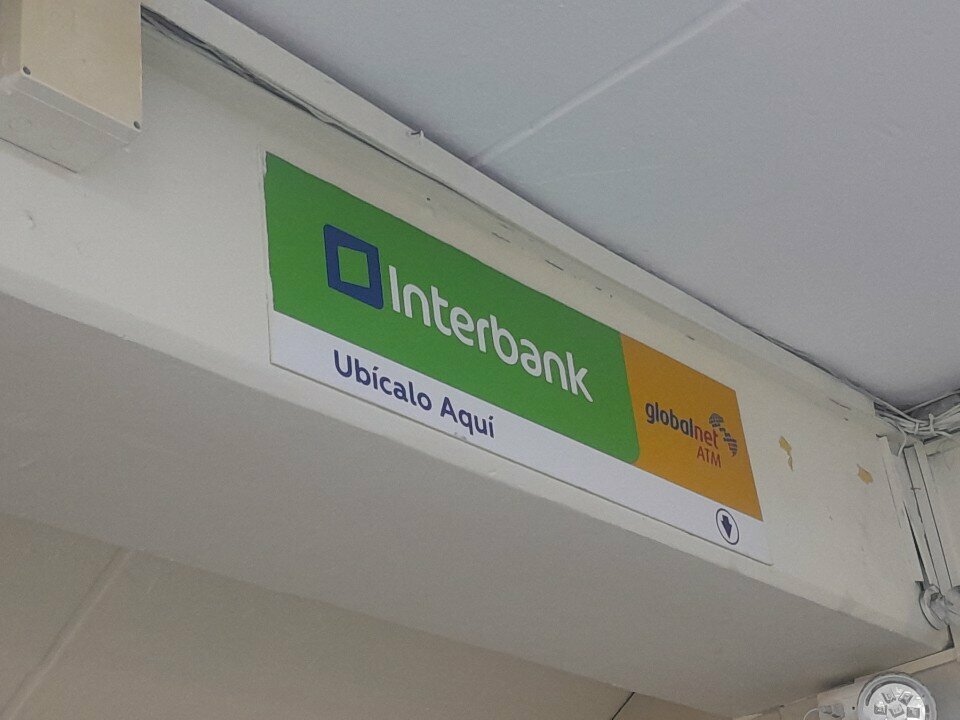 Interbank
Ubícalo Aquí
globalnet
ATM